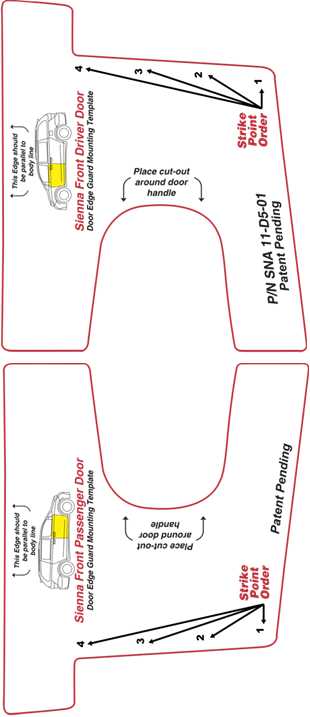 4
3
2
1
Strike
Point
Order
This Edge should
be parallel to
body line
Sienna Front Driver Door
Door Edge Guard Mounting Template
Place cut-out
around door
handle
P/N SNA 11-D5-01
Patent Pending
This Edge should
be parallel to
body line
Sienna Front Passenger Door
Door Edge Guard Mounting Template
Place cut-out
around door
handle
Patent Pending
Strike
Point
Order
4
3
2
1